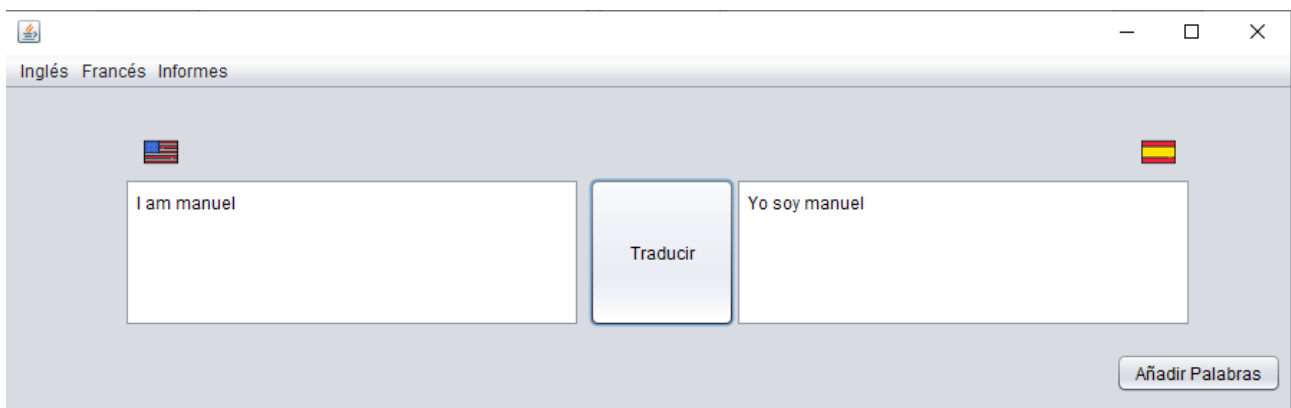 Inglés Francés Informes
I am manuel
Traducir
Yo soy manuel
Añadir Palabras